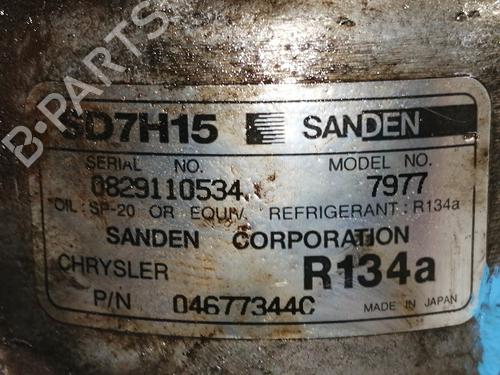 B-PARTS
SD7H15 SANDEN
SERIAL NO. MODEL NO.
0829110534 7977
OIL : SP-20 OR EQUIV. REFRIGERANT : R134a
SANDEN CORPORATION
CHRYSLER R134a
P/N 04677344C MADE IN JAPAN